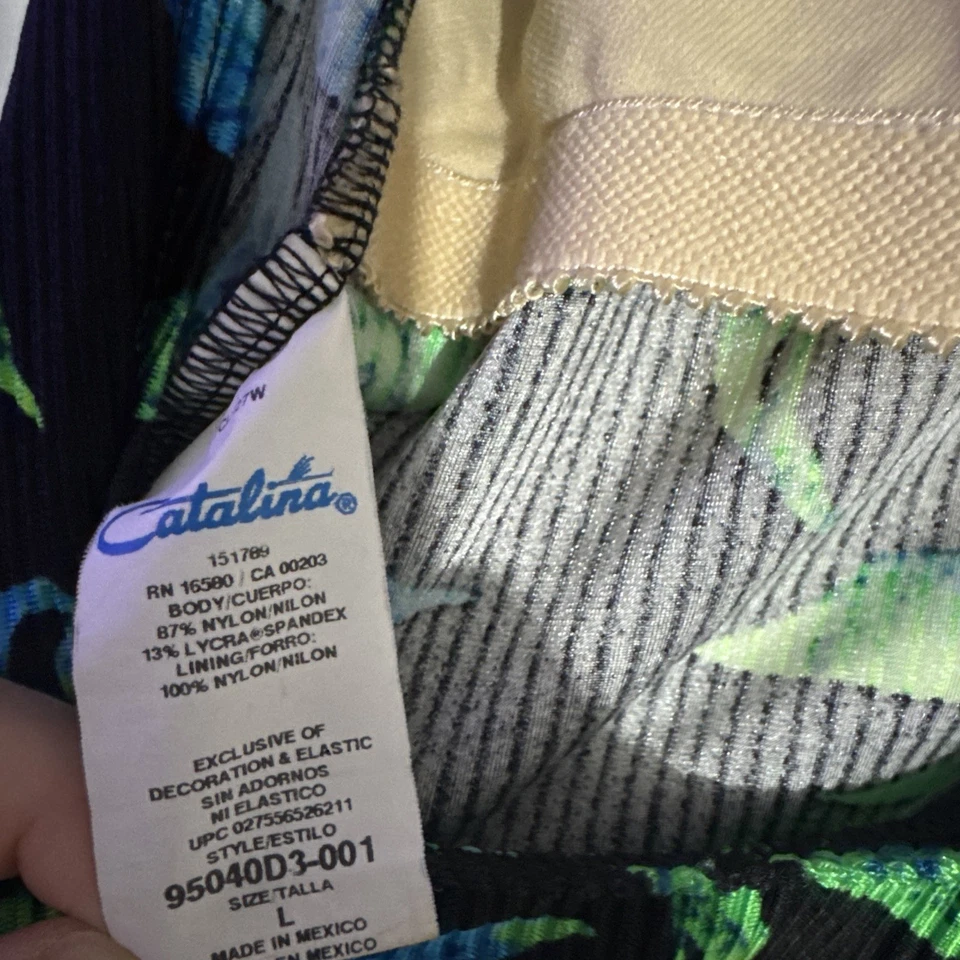 Catalina®
151789
RN 16580 / CA 00203
BODY/CUERPO:
87% NYLON/NILON
13% LYCRA®SPANDEX
LINING/FORRO:
100% NYLON/NILON
EXCLUSIVE OF
DECORATION & ELASTIC
SIN ADORNOS
NI ELASTICO
UPC 027556526211
STYLE/ESTILO
95040D3-001
SIZE/TALLA
L
MADE IN MEXICO
EN MEXICO